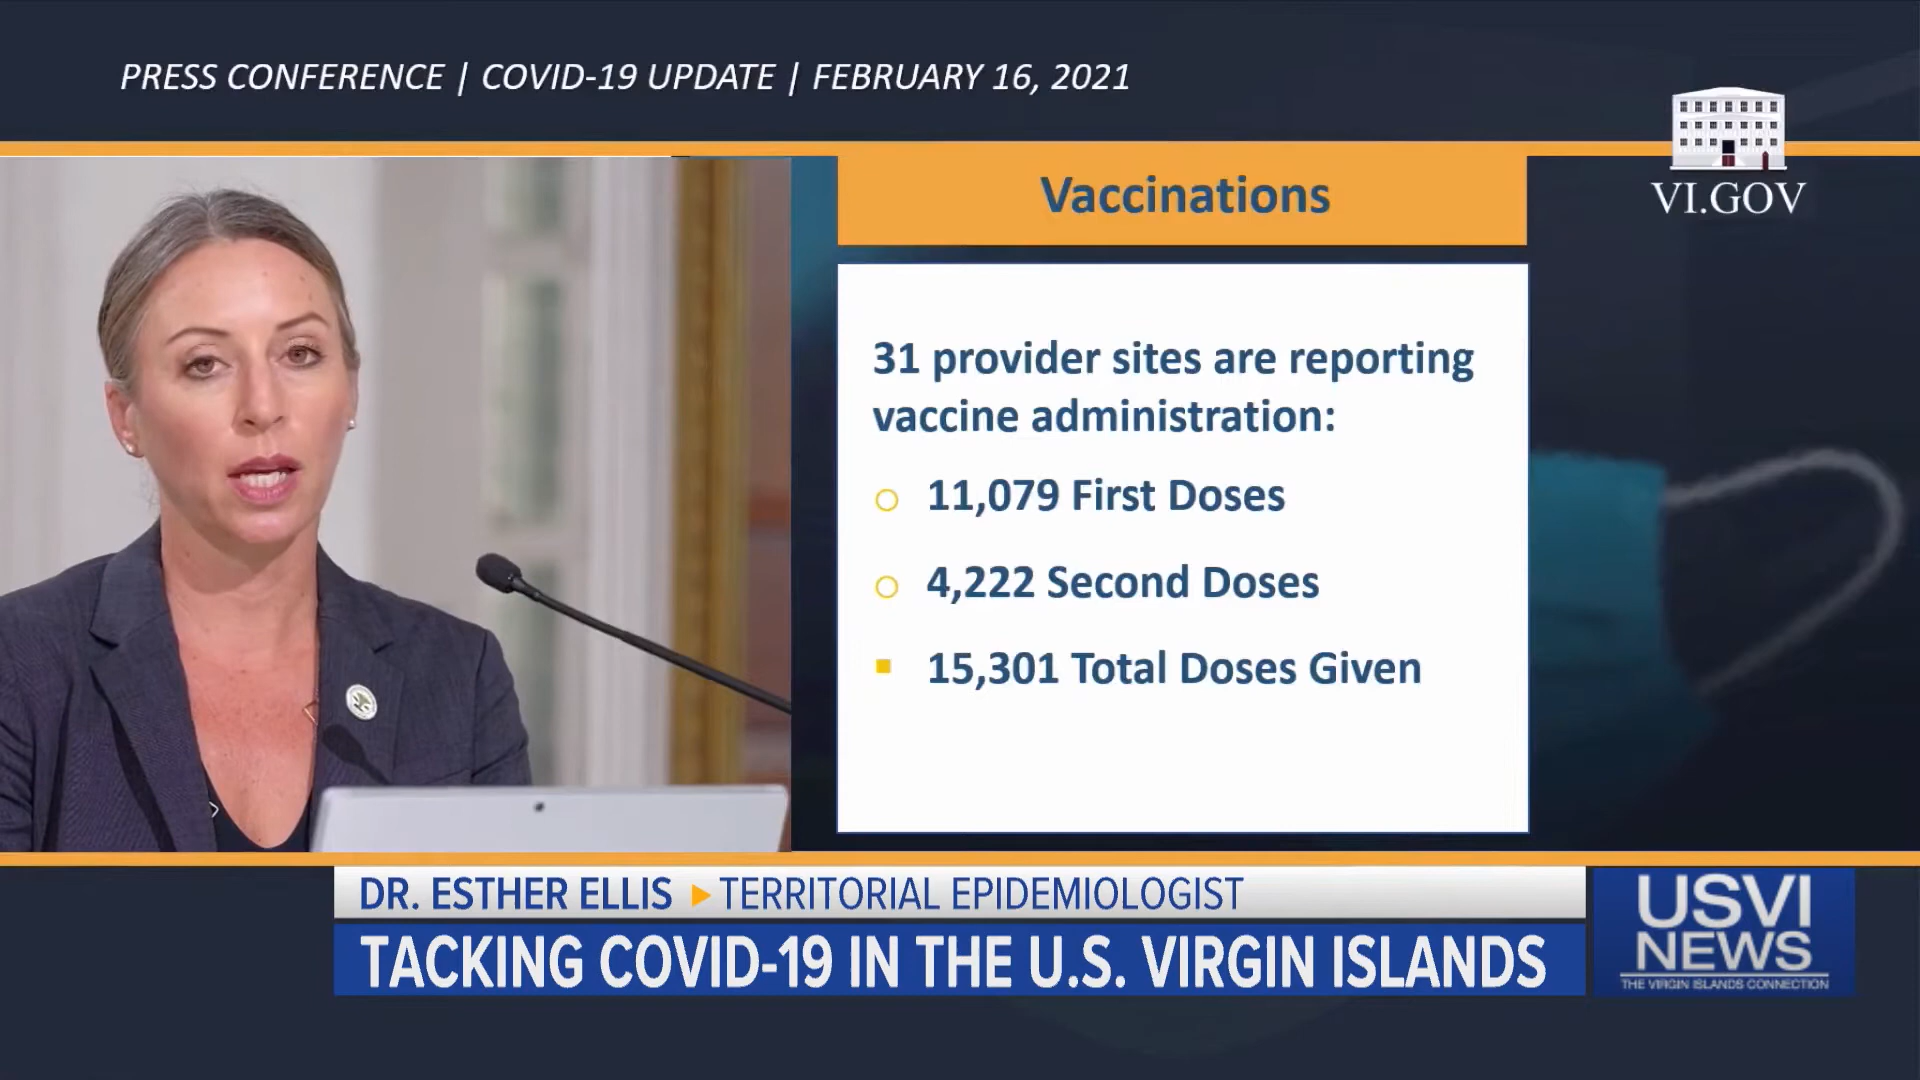 PRESS CONFERENCE | COVID-19 UPDATE | FEBRUARY 16, 2021
VI.GOV
Vaccinations
31 provider sites are reporting
vaccine administration:
11,079 First Doses
4,222 Second Doses
15,301 Total Doses Given
DR. ESTHER ELLIS TERRITORIAL EPIDEMIOLOGIST
TACKING COVID-19 IN THE U.S. VIRGIN ISLANDS
USVI
NEWS
THE VIRGIN ISLANDS CONNECTION